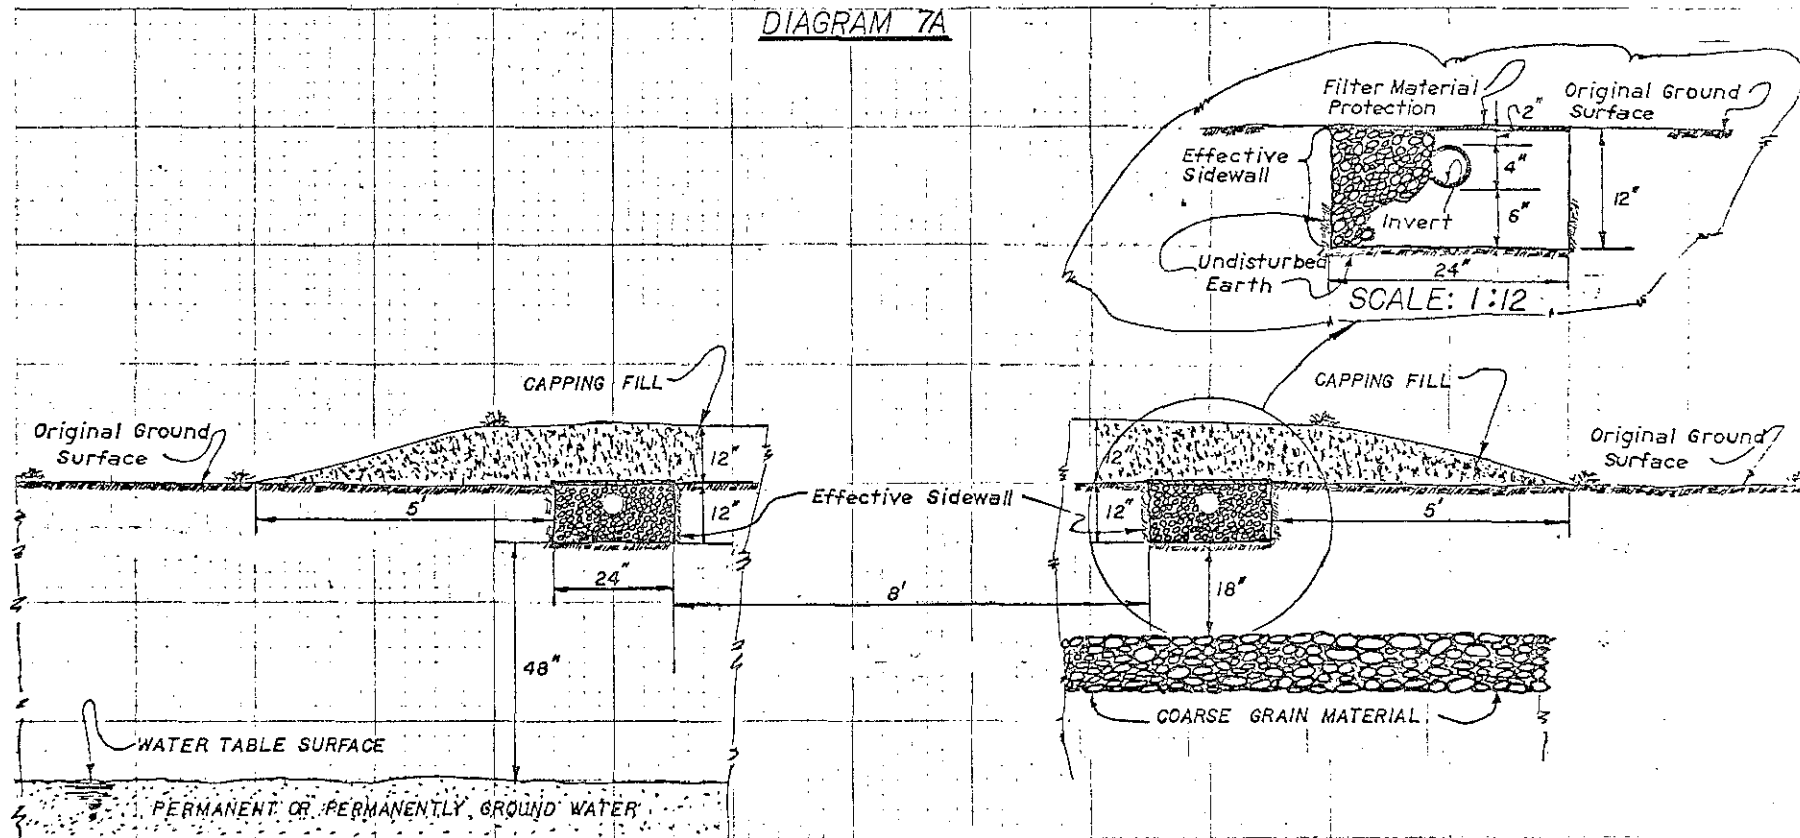 DIAGRAM 7A
Filter Material
Protection
Original Ground
Surface
2"
Effective
Sidewall
4"
12"
6"
Invert
Undisturbed
Earth
24"
SCALE: 1:12
CAPPING FILL
CAPPING FILL
Original Ground
Surface
Original Ground
Surface
12"
12"
Effective Sidewall
5'
12"
12"
5'
24"
8'
18"
48"
COARSE GRAIN MATERIAL
WATER TABLE SURFACE
PERMANENT OR PERMANENTLY GROUND WATER